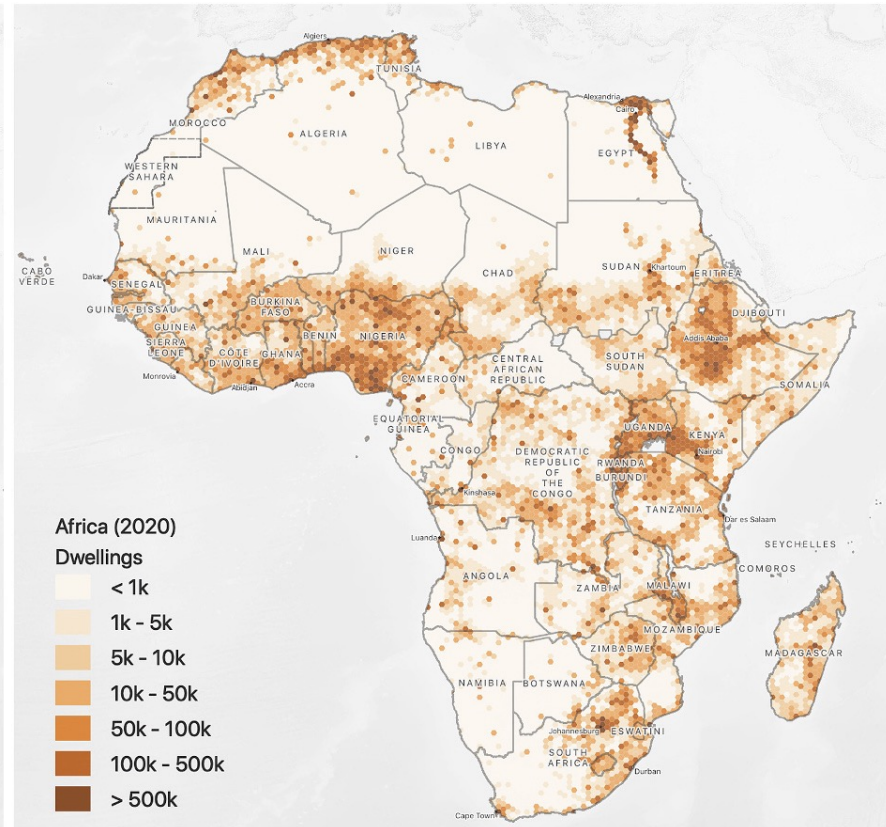 Algiers
TUNISIA
MOROCCO
ALGERIA
LIBYA
Alexandria
Cairo
EGYPT
WESTERN
SAHARA
MAURITANIA
MALI
NIGER
CHAD
SUDAN
Khartoum
ERITREA
CABO
VERDE
Dakar
SENEGAL
GUINEA-BISSAU
GUINEA
SIERRA
LEONE
BURKINA
FASO
BENIN
NIGERIA
CÔTE
D'IVOIRE
GHANA
Monrovia
Abidjan
Accra
CAMEROON
CENTRAL
AFRICAN
REPUBLIC
SOUTH
SUDAN
DJIBOUTI
Addis Ababa
SOMALIA
EQUATORIAL
GUINEA
CONGO
DEMOCRATIC
REPUBLIC
OF
THE
CONGO
UGANDA
KENYA
Nairobi
RWANDA
BURUNDI
Kinshasa
TANZANIA
Dar es Salaam
Luanda
SEYCHELLES
COMOROS
ANGOLA
ZAMBIA
MALAWI
MOZAMBIQUE
ZIMBABWE
MADAGASCAR
NAMIBIA
BOTSWANA
Johannesburg
ESWATINI
SOUTH
AFRICA
Durban
Cape Town
Africa (2020)
Dwellings
< 1k
1k - 5k
5k - 10k
10k - 50k
50k - 100k
100k - 500k
> 500k